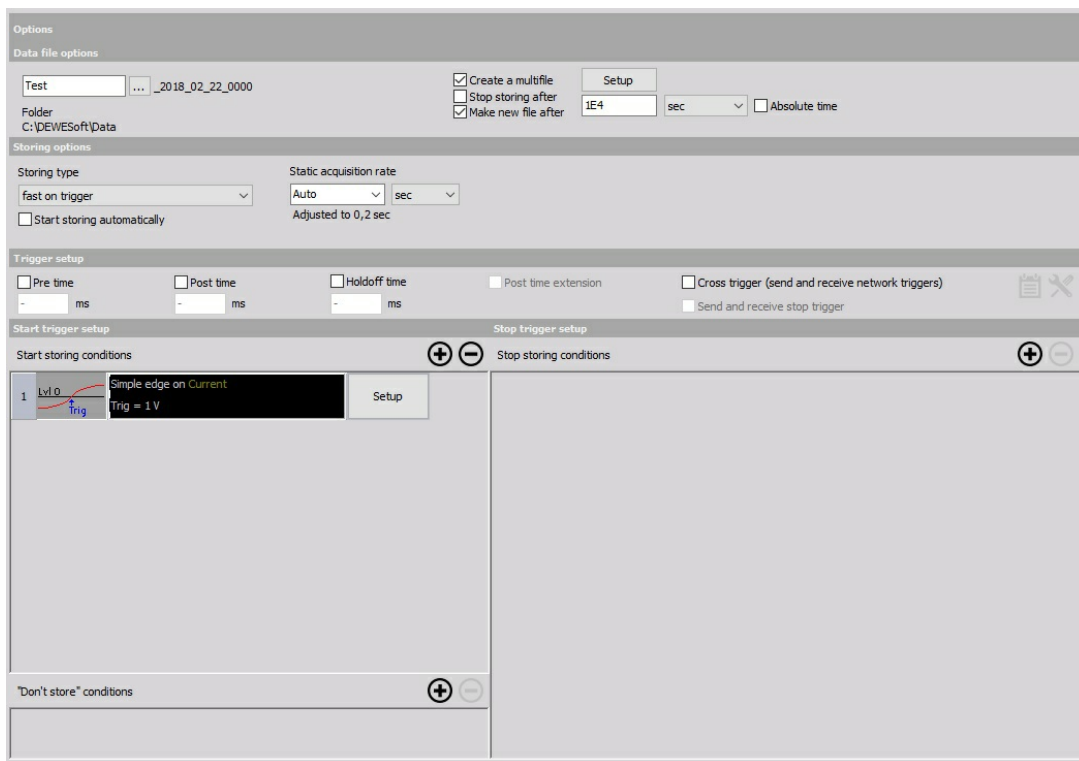 Options
Data file options
Test ... _2018_02_22_0000
Folder
C:\DEWESoft\Data
Create a multifile Setup
Stop storing after
Make new file after 1E4 sec Absolute time
Storing options
Storing type
fast on trigger
Start storing automatically
Static acquisition rate
Auto sec
Adjusted to 0,2 sec
Trigger setup
Pre time Post time Holdoff time Post time extension Cross trigger (send and receive network triggers)
- ms - ms - ms Send and receive stop trigger
Start trigger setup
Start storing conditions
1 Lvl 0 Trig Simple edge on Current
Trig = 1 V
Setup
"Don't store" conditions
Stop trigger setup
Stop storing conditions